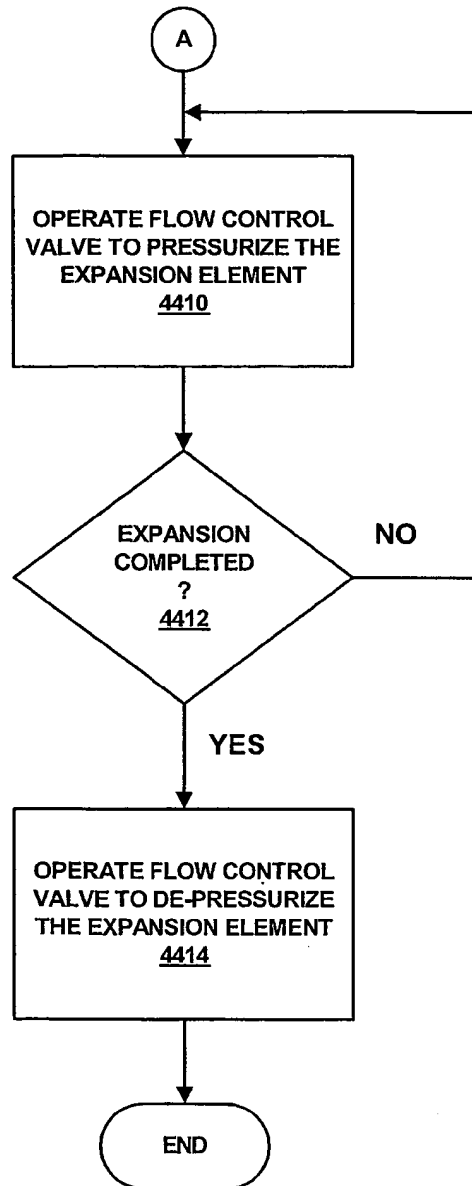 A
OPERATE FLOW CONTROL
VALVE TO PRESSURIZE THE
EXPANSION ELEMENT
4410
EXPANSION
COMPLETED
?
4412
NO
YES
OPERATE FLOW CONTROL
VALVE TO DE-PRESSURIZE
THE EXPANSION ELEMENT
4414
END